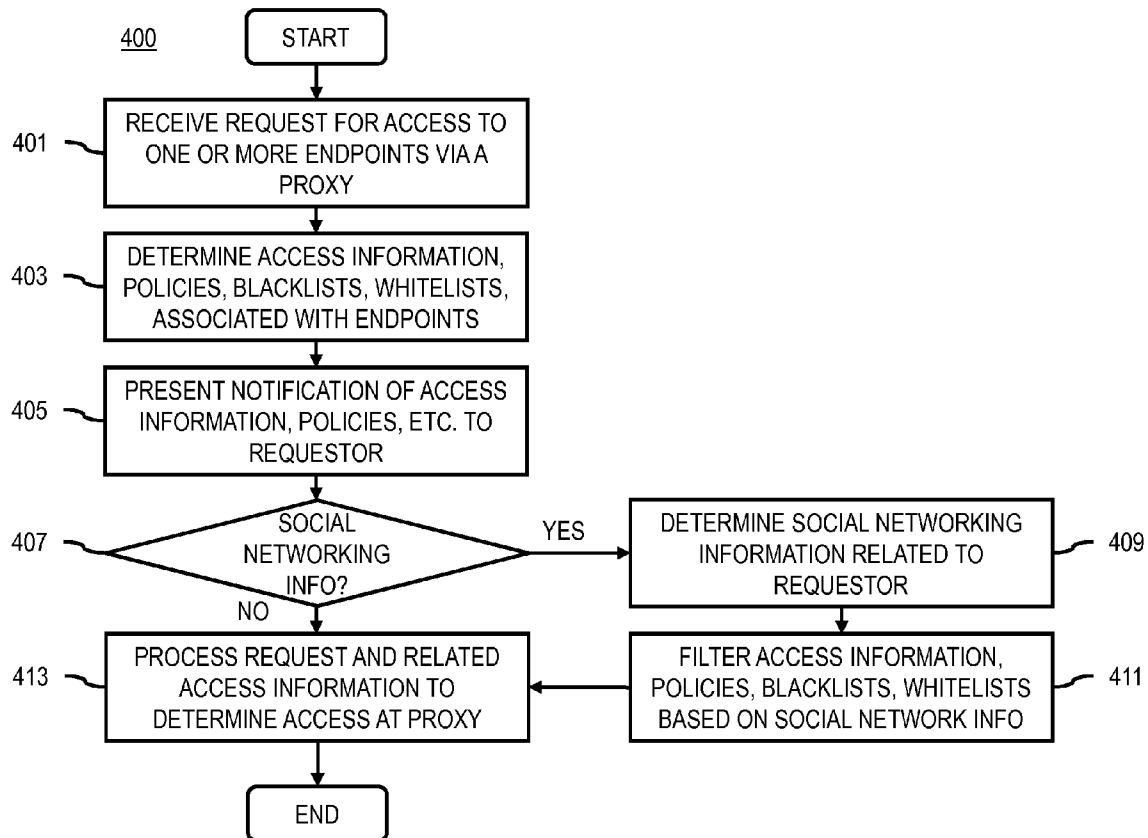 400
START
401
RECEIVE REQUEST FOR ACCESS TO
ONE OR MORE ENDPOINTS VIA A
PROXY
403
DETERMINE ACCESS INFORMATION,
POLICIES, BLACKLISTS, WHITELISTS,
ASSOCIATED WITH ENDPOINTS
405
PRESENT NOTIFICATION OF ACCESS
INFORMATION, POLICIES, ETC. TO
REQUESTOR
407
SOCIAL
NETWORKING
INFO?
YES
NO
DETERMINE SOCIAL NETWORKING
INFORMATION RELATED TO
REQUESTOR
409
413
PROCESS REQUEST AND RELATED
ACCESS INFORMATION TO
DETERMINE ACCESS AT PROXY
FILTER ACCESS INFORMATION,
POLICIES, BLACKLISTS, WHITELISTS
BASED ON SOCIAL NETWORK INFO
411
END